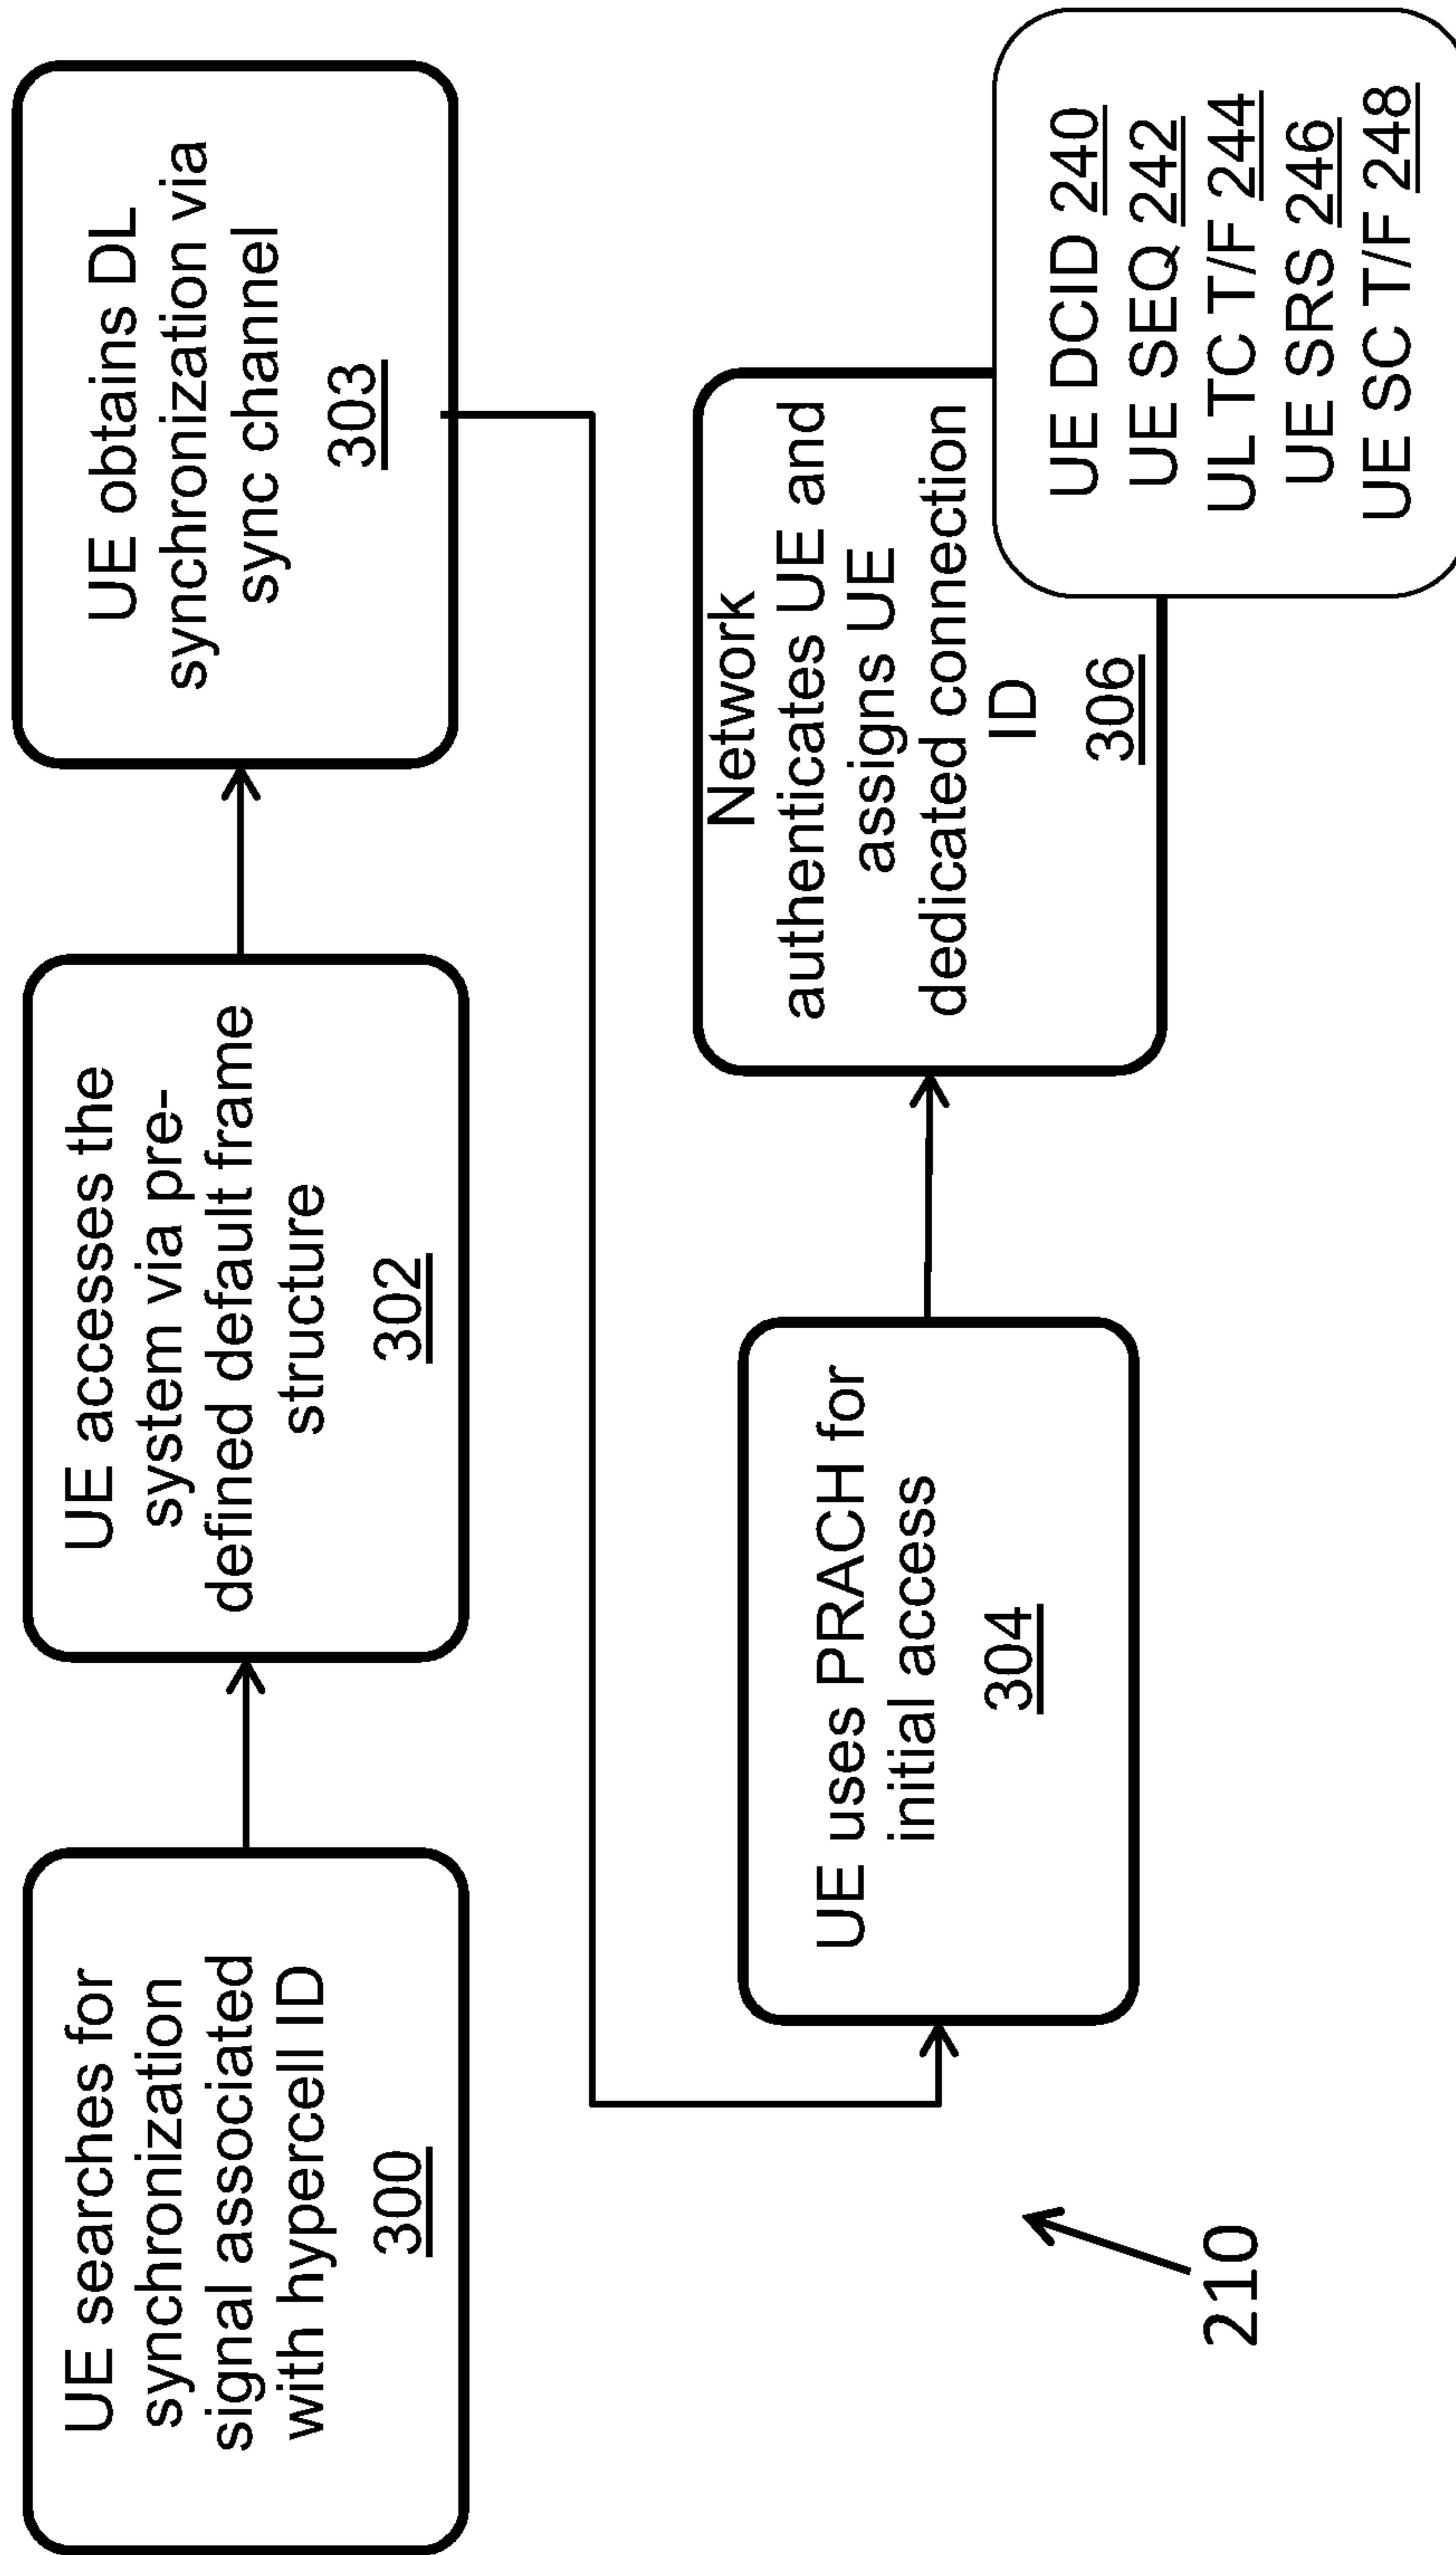 UE searches for
synchronization
signal associated
with hypercell ID
300
UE accesses the
system via pre-
defined default frame
structure
302
UE obtains DL
synchronization via
sync channel
303
UE uses PRACH for
initial access
304
Network
authenticates UE and
assigns UE
dedicated connection
ID
306
UE DCID 240
UE SEQ 242
UL TC T/F 244
UE SRS 246
UE SC T/F 248
210